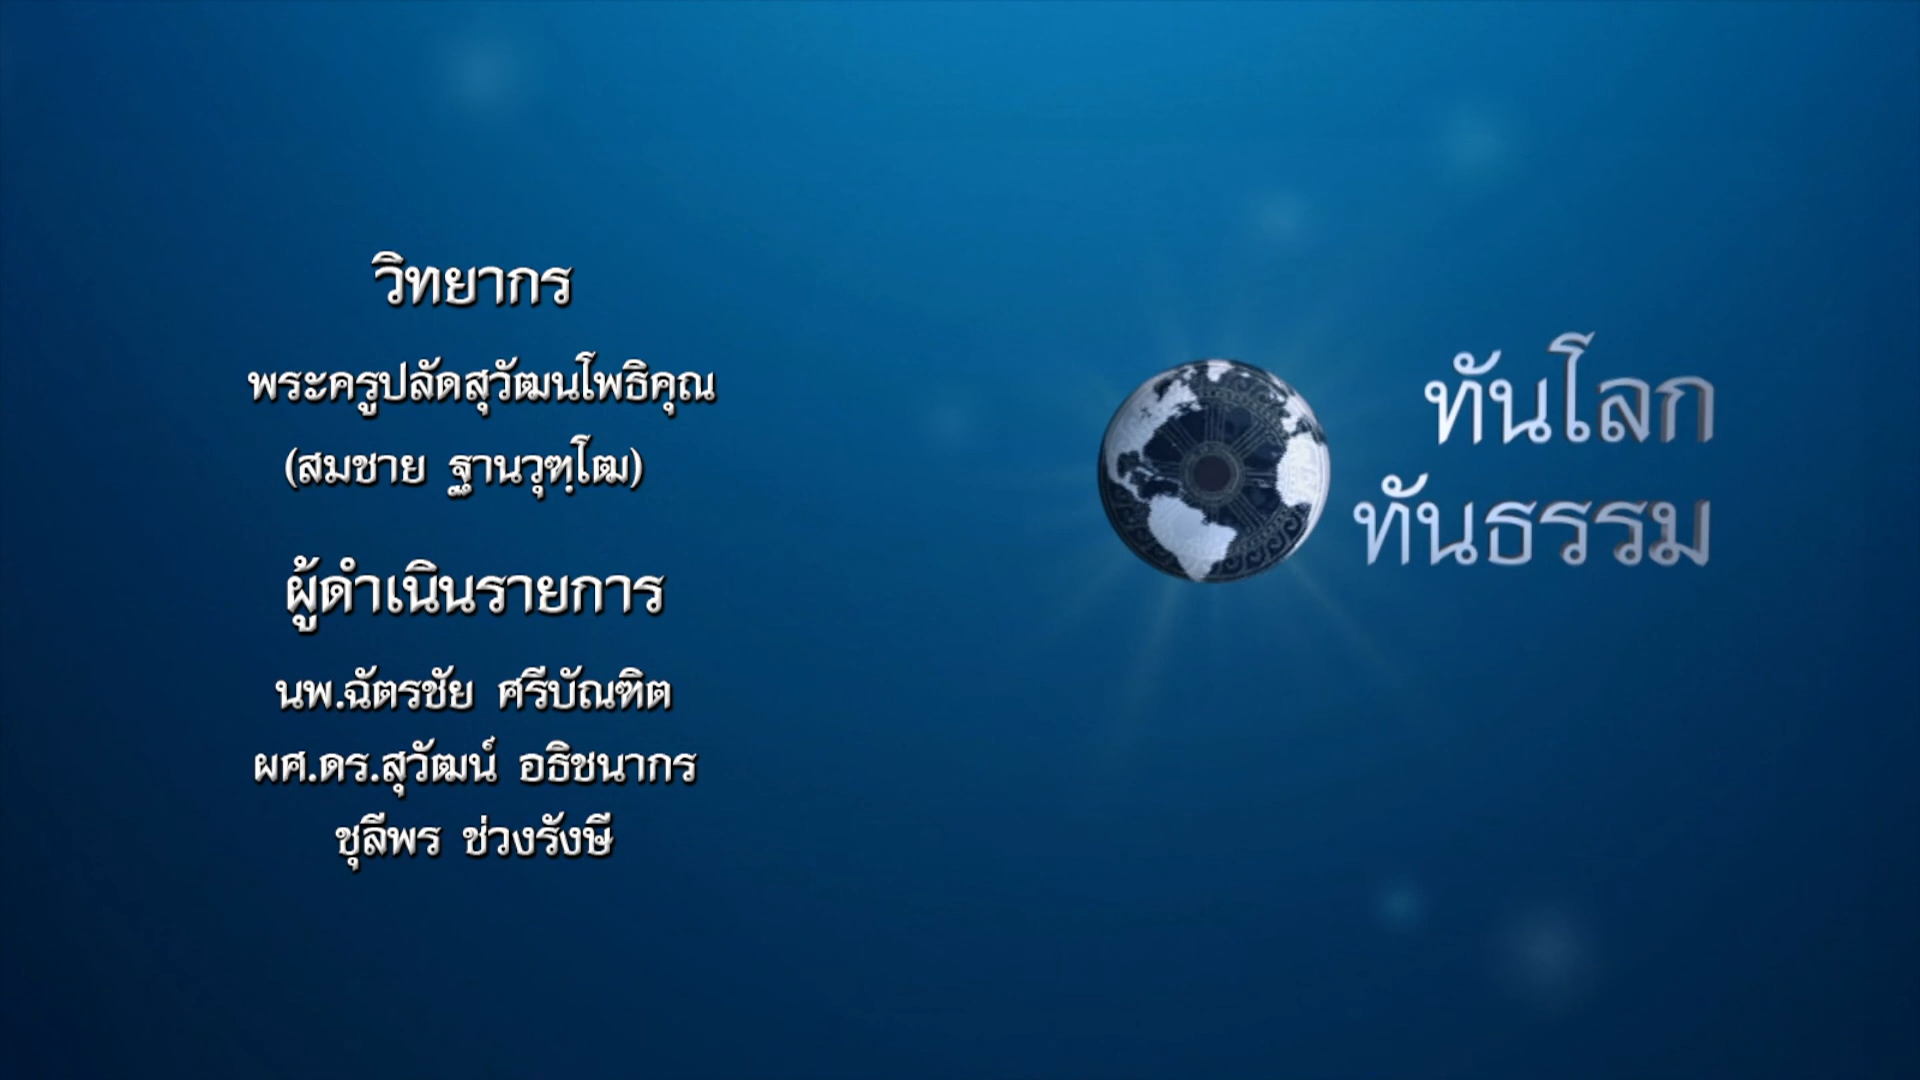 วิทยากร
พระครูปลัดสุวัฒนโพธิคุณ
(สมชาย ฐานวุฑฺโฒ)
ผู้ดำเนินรายการ
นพ.ฉัตรชัย ศรีบัณฑิต
ผศ.ดร.สุวัฒน์ อธิชนากร
ชุลีพร ช่วงรังษี
ทันโลก
ทันธรรม